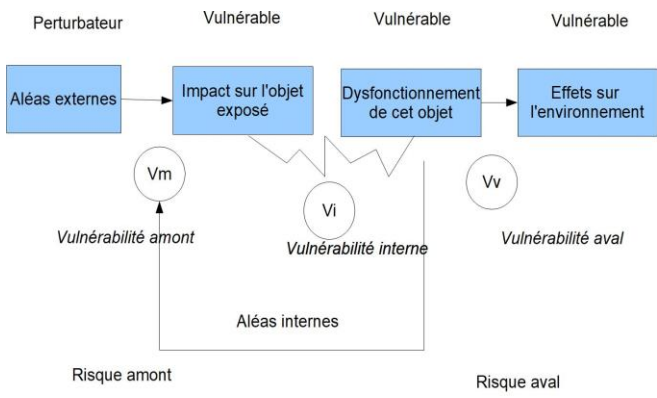 Perturbateur
Vulnérable
Vulnérable
Vulnérable
Aléas externes
Impact sur l'objet
exposé
Dysfonctionnement
de cet objet
Effets sur
l'environnement
Vm
Vi
Vv
Vulnérabilité amont
Vulnérabilité interne
Vulnérabilité aval
Aléas internes
Risque amont
Risque aval